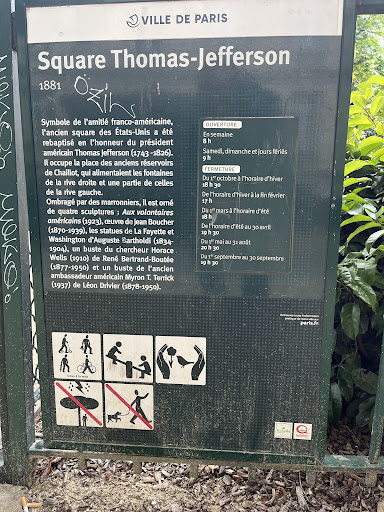 VILLE DE PARIS
Square Thomas-Jefferson
1881
Symbole de l'amitié franco-américaine,
l'ancien square des États-Unis a été
rebaptisé en l'honneur du président
américain Thomas Jefferson (1743 -1826).
Il occupe la place des anciens réservoirs
de Chaillot, qui alimentaient les fontaines
de la rive droite et une partie de celles
de la rive gauche.
Ombragé par des marronniers, il est orné
de quatre sculptures : Aux volontaires
américains (1923), œuvre de Jean Boucher
(1870-1939), les statues de La Fayette et
Washington d'Auguste Bartholdi (1834-
1904), un buste du chercheur Horace
Wells (1910) de René Bertrand-Boutée
(1877-1950) et un buste de l'ancien
ambassadeur américain Myron T. Terrick
(1937) de Léon Drivier (1878-1950).
OUVERTURE
En semaine
8 h
Samedi, dimanche et jours fériés
9 h
FERMETURE
Du 1er octobre à l'horaire d'hiver
18 h 30
De l'horaire d'hiver à la fin février
17 h
Du 1er mars à l'horaire d'été
18 h
De l'horaire d'été au 30 avril
19 h 30
Du 1er mai au 31 août
20 h 30
Du 1er septembre au 30 septembre
19 h 30
paris.fr